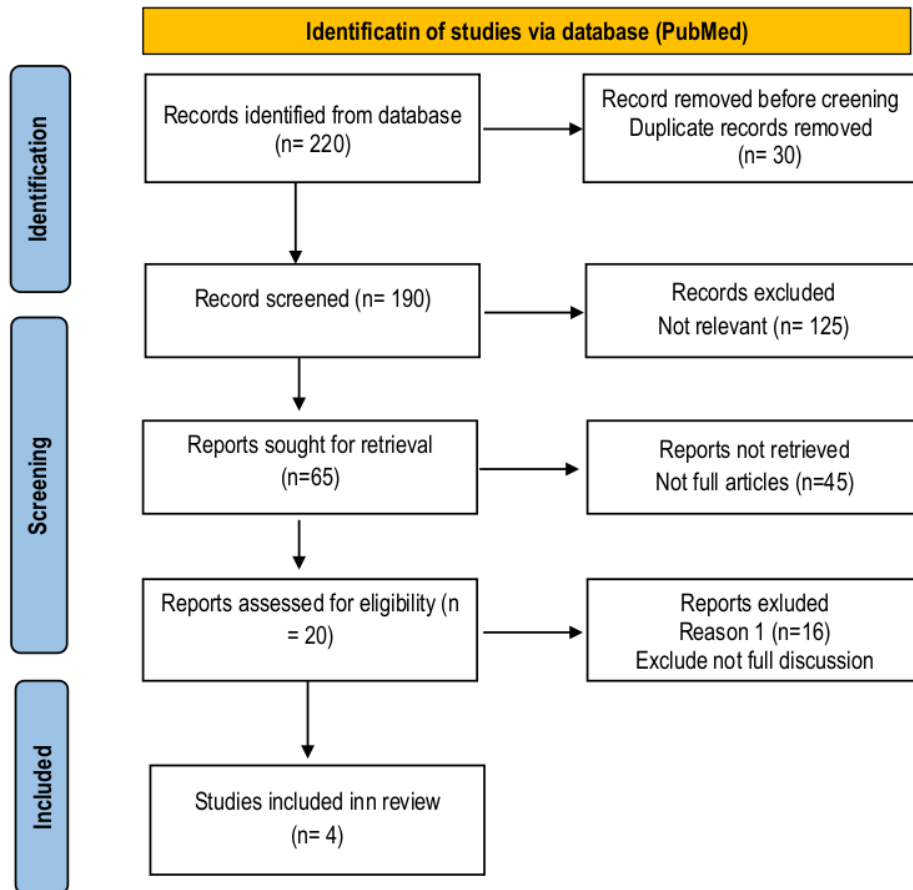 Identificatin of studies via database (PubMed)
Identification
Records identified from database
(n= 220)
Record removed before creening
Duplicate records removed
(n= 30)
Record screened (n= 190)
Records excluded
Not relevant (n= 125)
Screening
Reports sought for retrieval
(n=65)
Reports not retrieved
Not full articles (n=45)
Reports assessed for eligibility (n
= 20)
Reports exluded
Reason 1 (n=16)
Exclude not full discussion
Included
Studies included inn review
(n= 4)